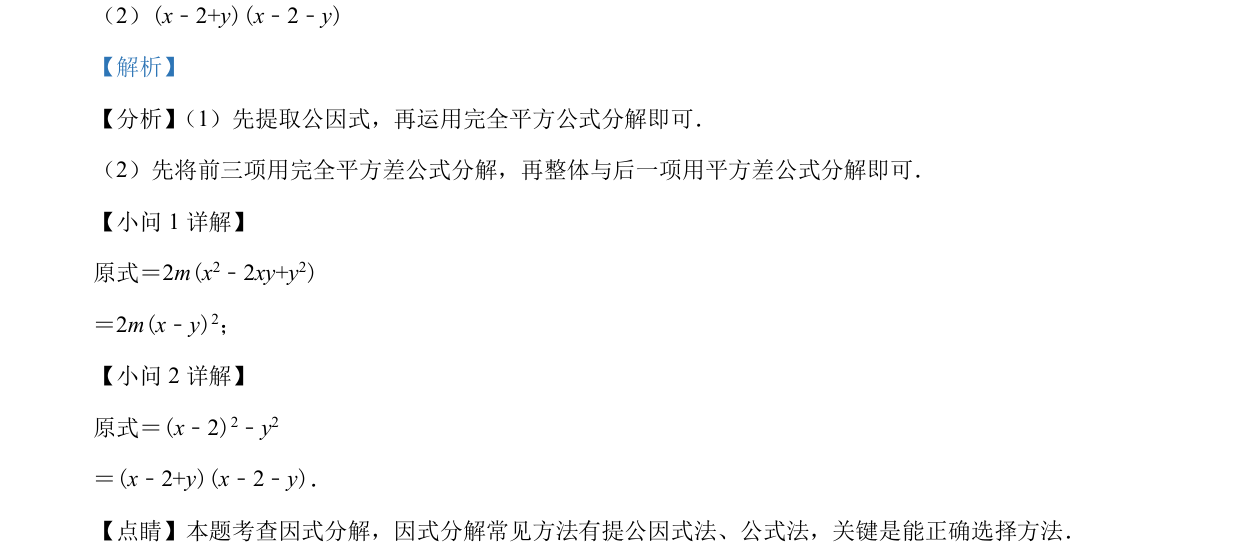 （2）(x﹣2+y)(x﹣2﹣y)
【解析】
【分析】（1）先提取公因式，再运用完全平方公式分解即可．
（2）先将前三项用完全平方差公式分解，再整体与后一项用平方差公式分解即可．
【小问 1 详解】
原式＝2m(x²﹣2xy+y²)
＝2m(x﹣y)²；
【小问 2 详解】
原式＝(x﹣2)²﹣y²
＝(x﹣2+y)(x﹣2﹣y)．
【点睛】本题考查因式分解，因式分解常见方法有提公因式法、公式法，关键是能正确选择方法．